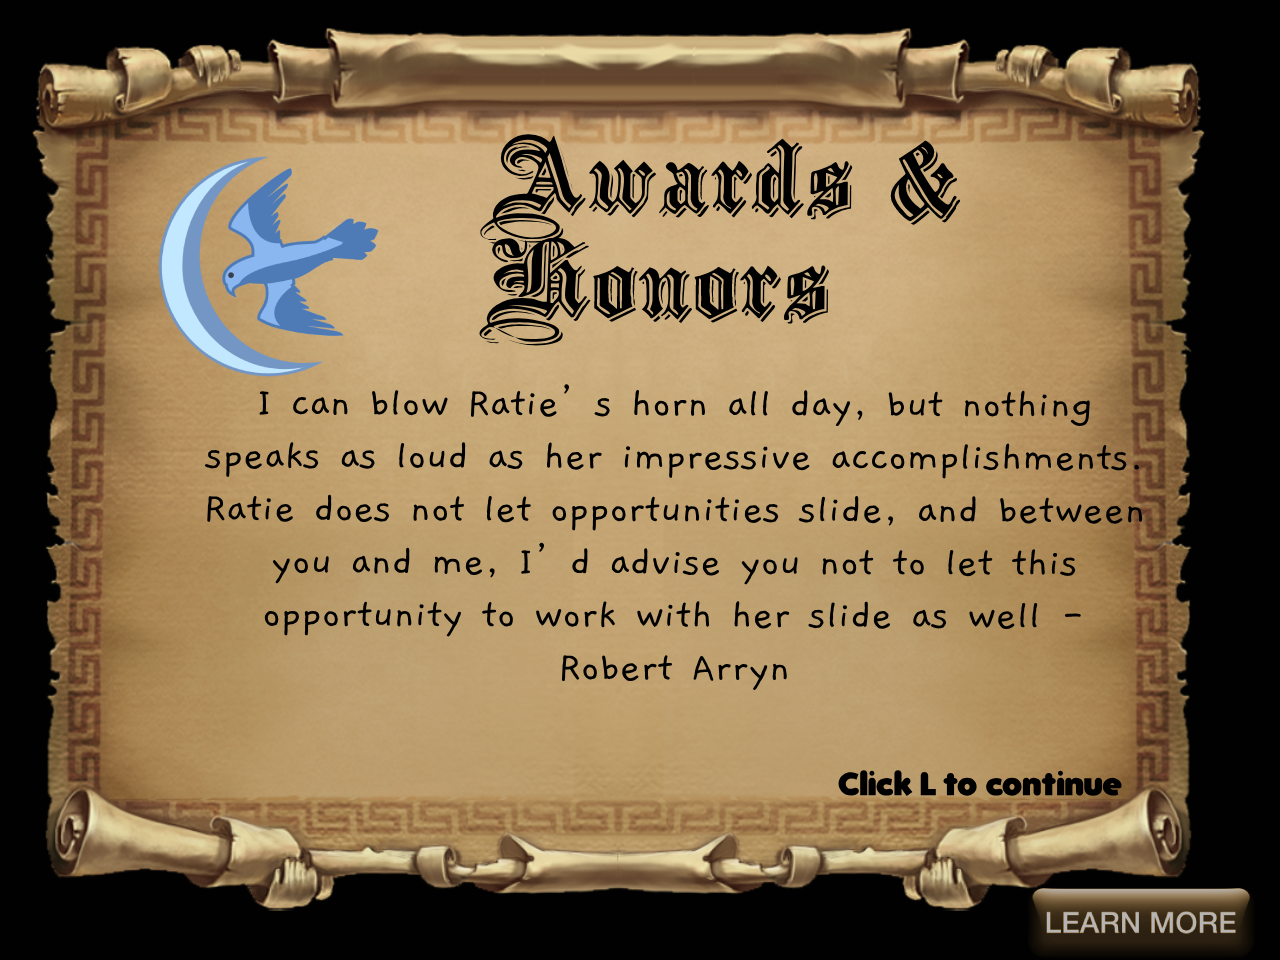 Awards &
Honors
I can blow Ratie’s horn all day, but nothing
speaks as loud as her impressive accomplishments.
Ratie does not let opportunities slide, and between
you and me, I’d advise you not to let this
opportunity to work with her slide as well -
Robert Arryn
Click L to continue
LEARN MORE